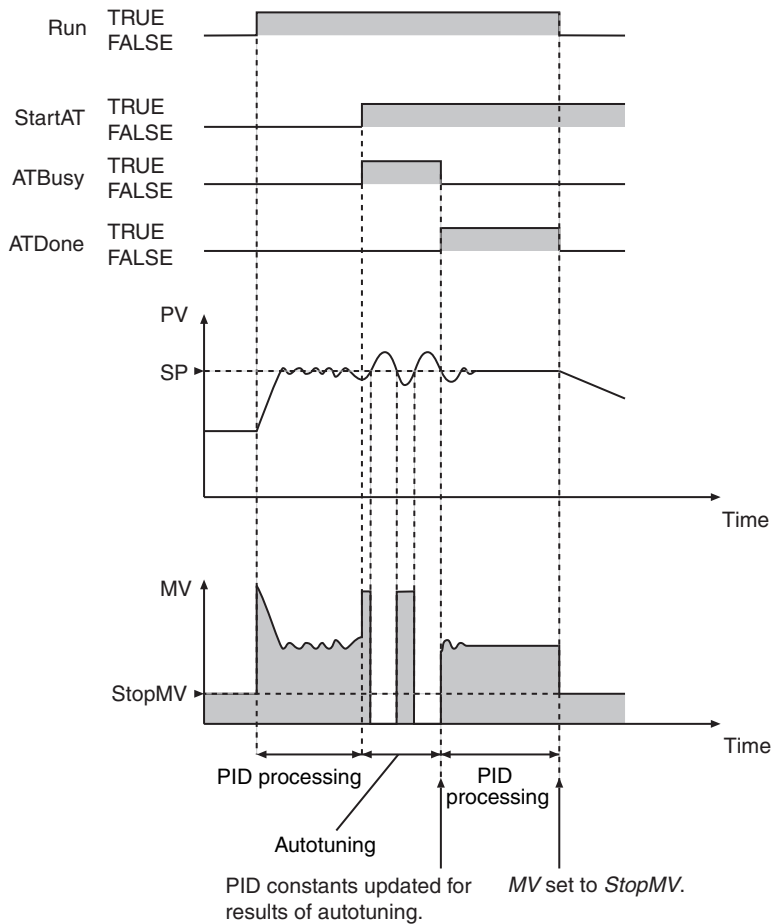 Run TRUE
FALSE
StartAT TRUE
FALSE
ATBusy TRUE
FALSE
ATDone TRUE
FALSE
PV
SP
Time
MV
StopMV
Time
PID processing
PID
processing
Autotuning
PID constants updated for
results of autotuning.
MV set to StopMV.